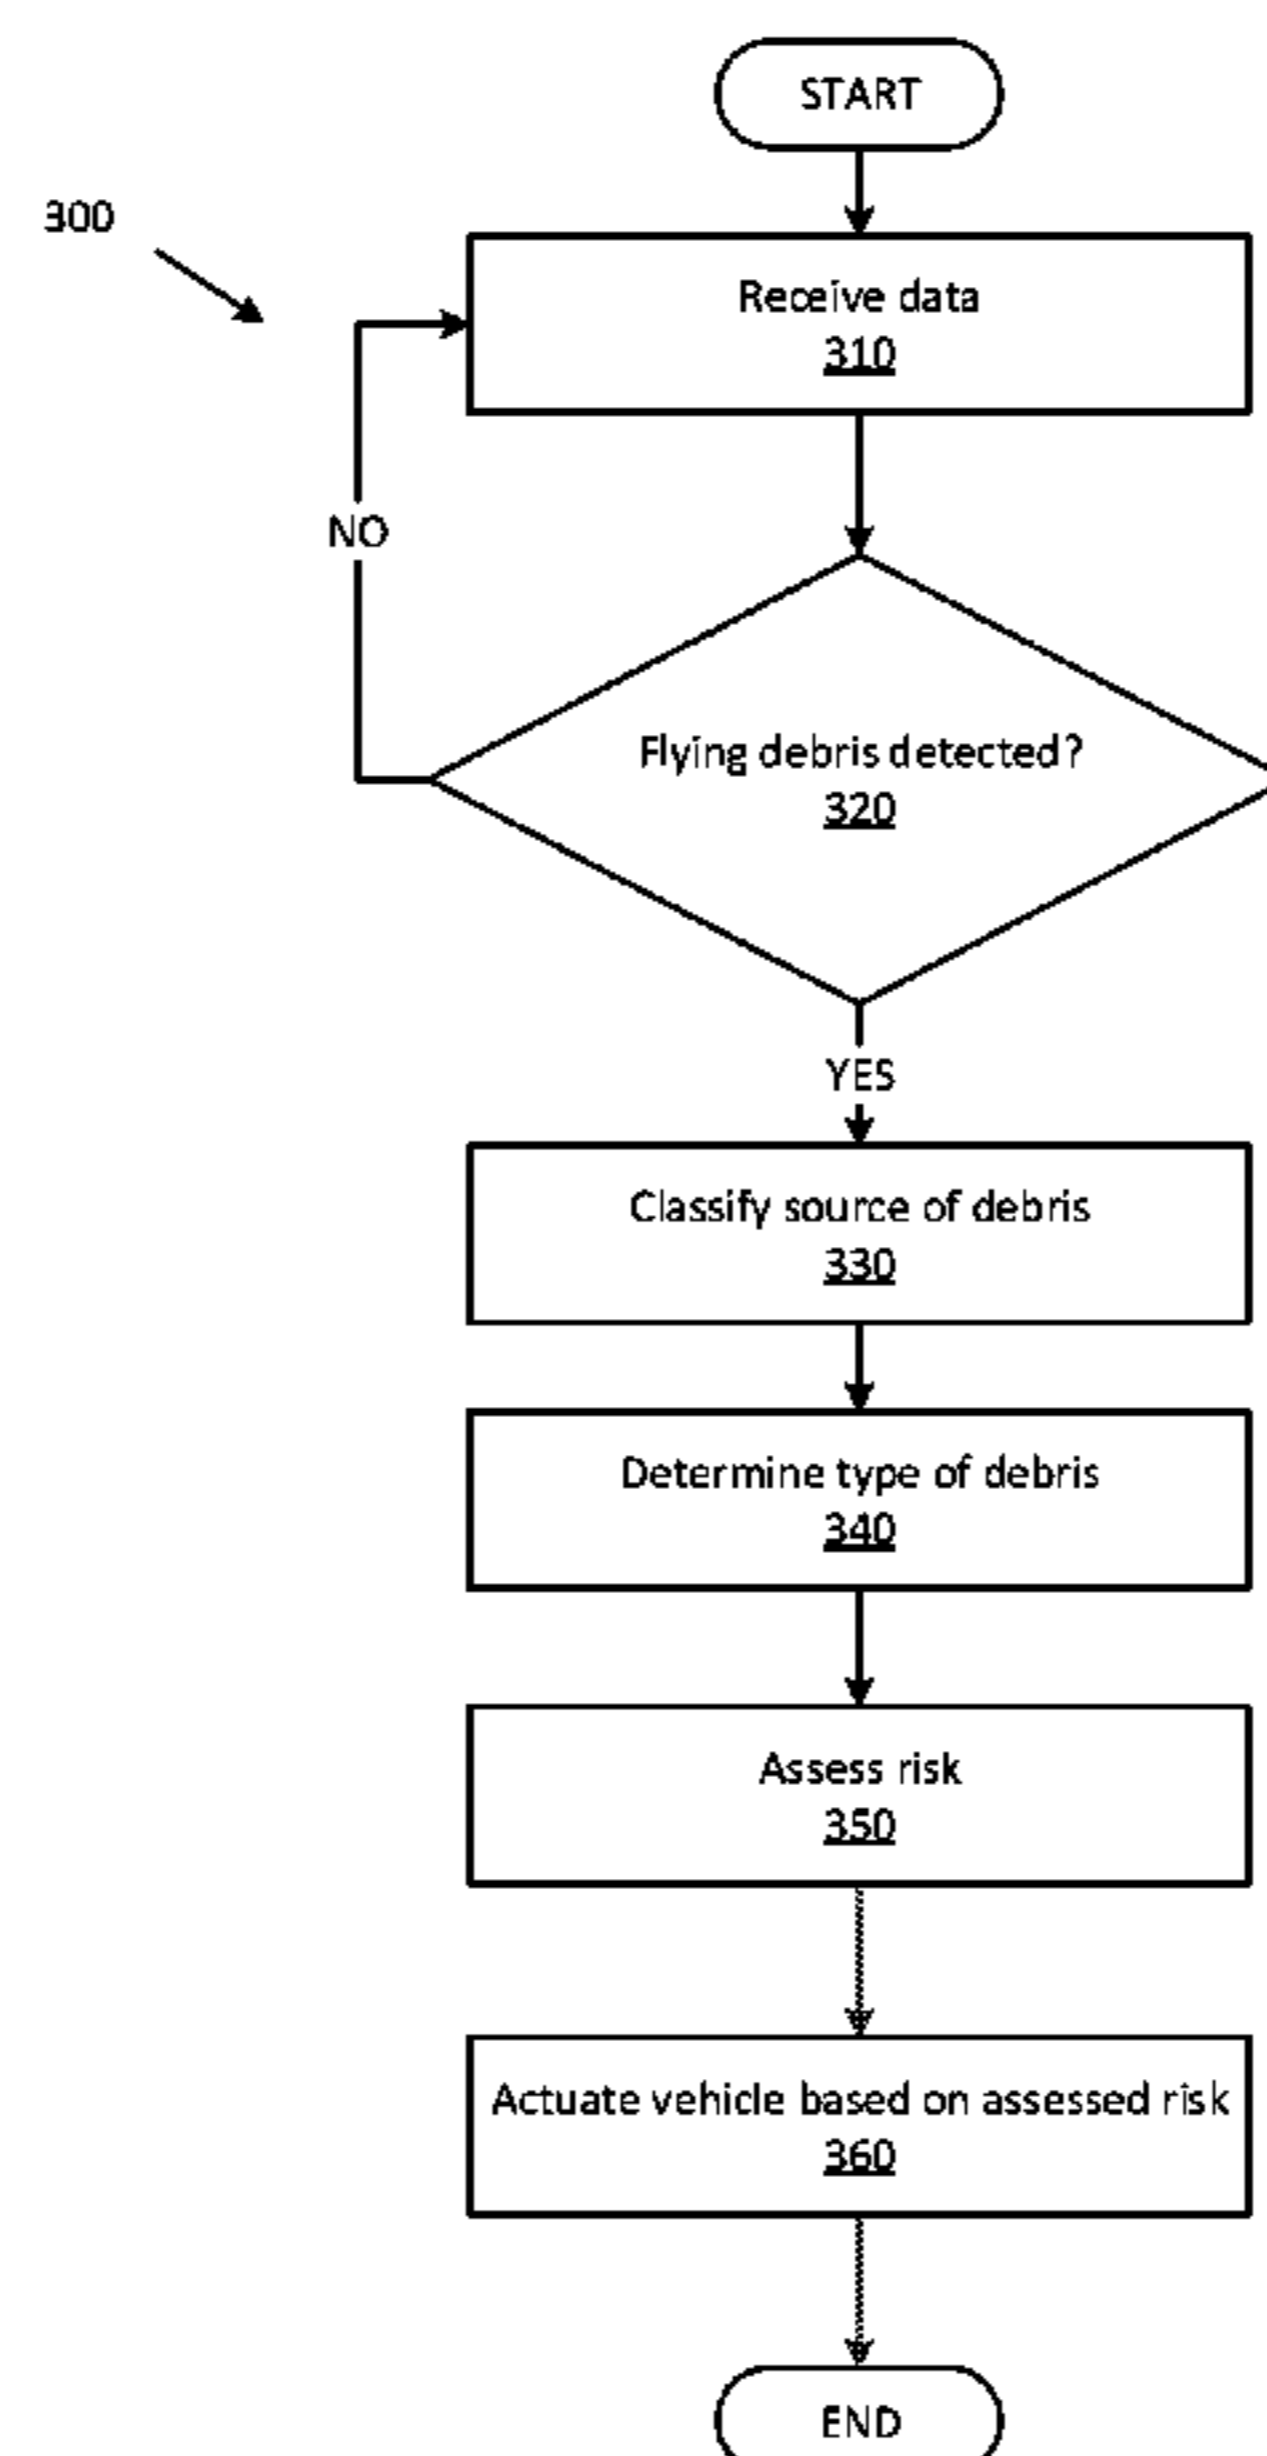 START
300
Receive data
310
NO
Flying debris detected?
320
YES
Classify source of debris
330
Determine type of debris
340
Assess risk
350
Actuate vehicle based on assessed risk
360
END